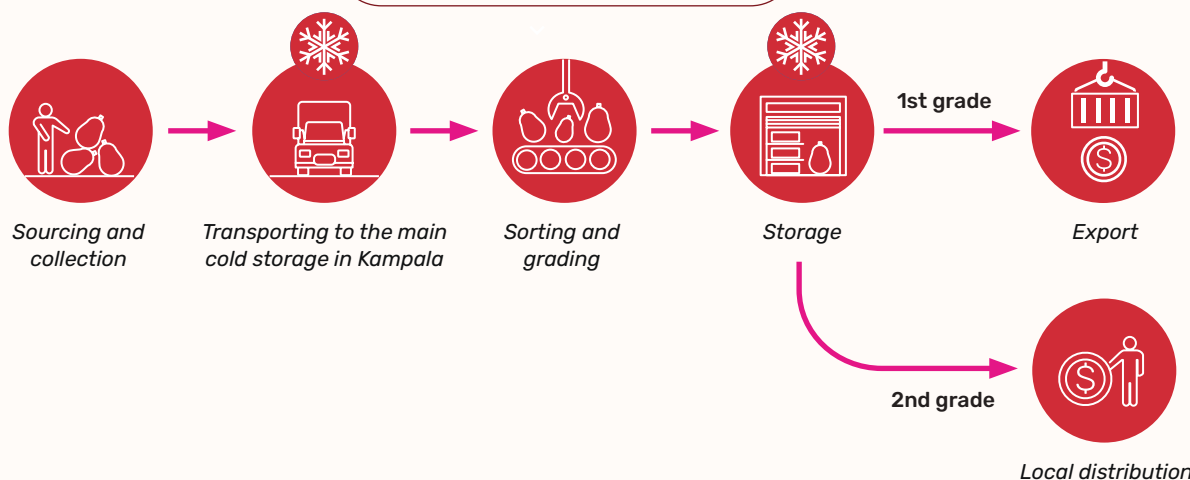 1st grade
Sourcing and
collection
Transporting to the main
cold storage in Kampala
Sorting and
grading
Storage
Export
2nd grade
Local distribution